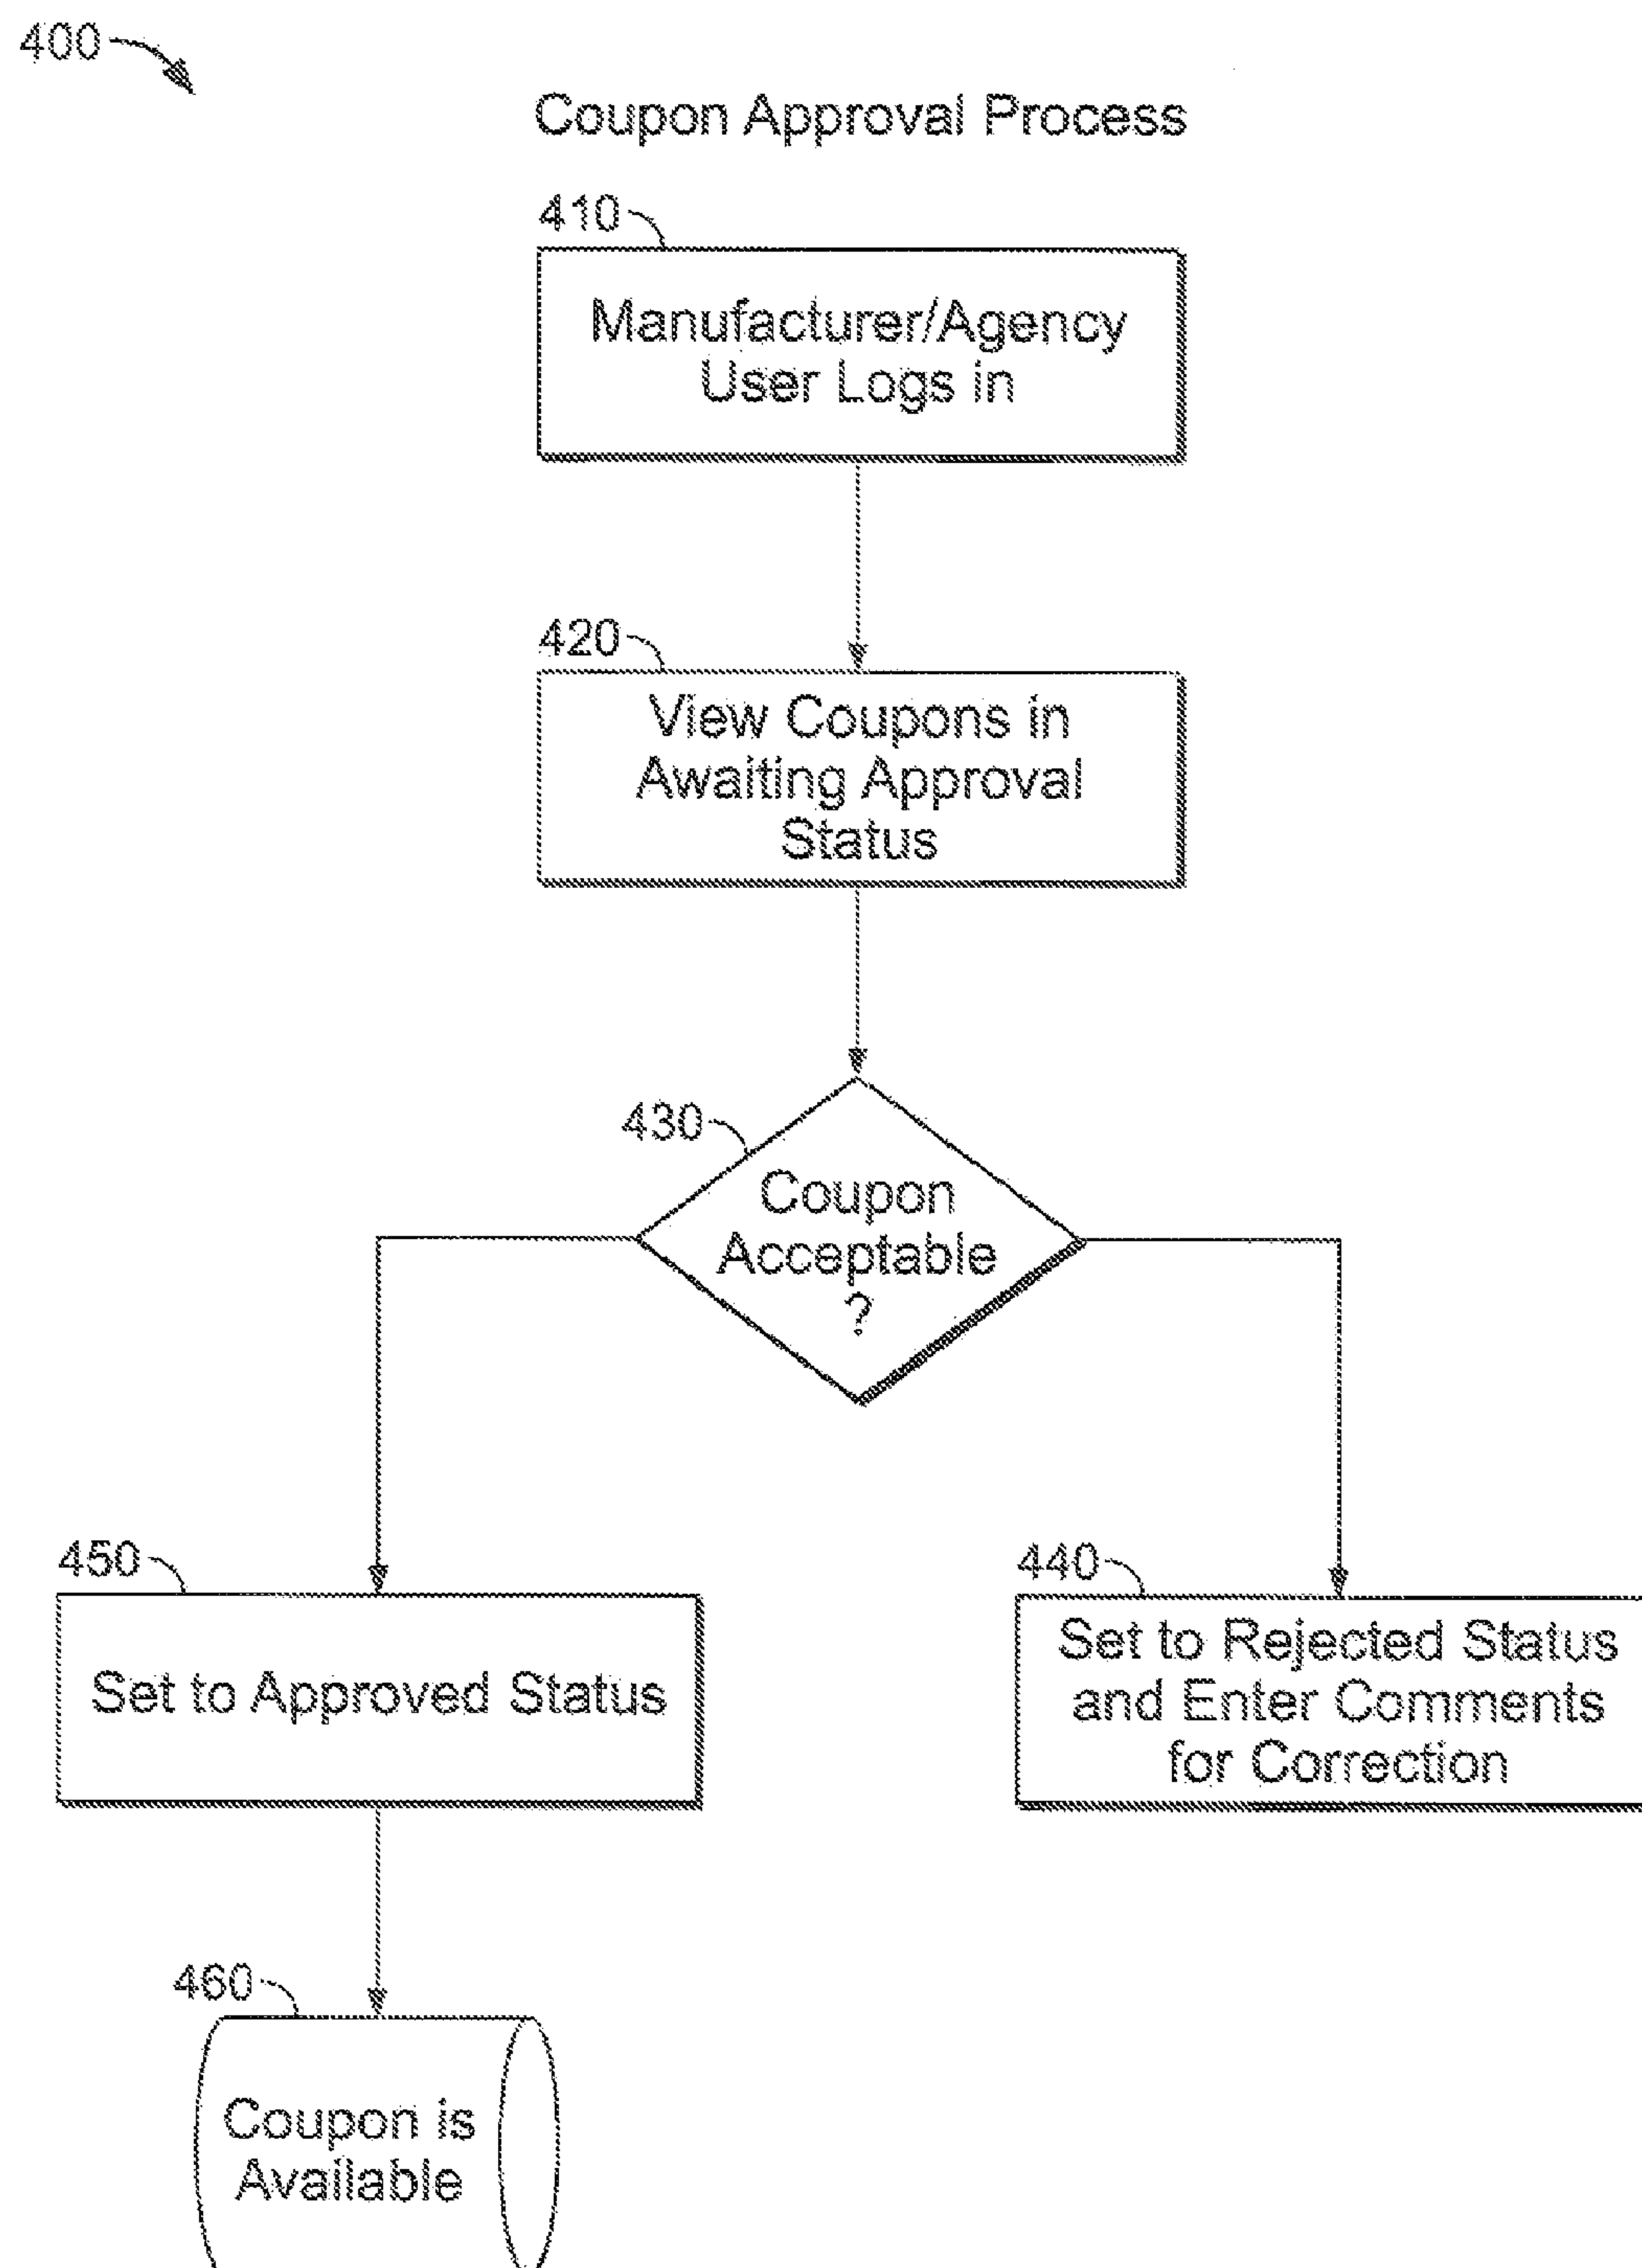 400
Coupon Approval Process
410
Manufacturer/Agency
User Logs in
420
View Coupons in
Awaiting Approval
Status
430
Coupon
Acceptable
?
450
Set to Approved Status
440
Set to Rejected Status
and Enter Comments
for Correction
460
Coupon is
Available